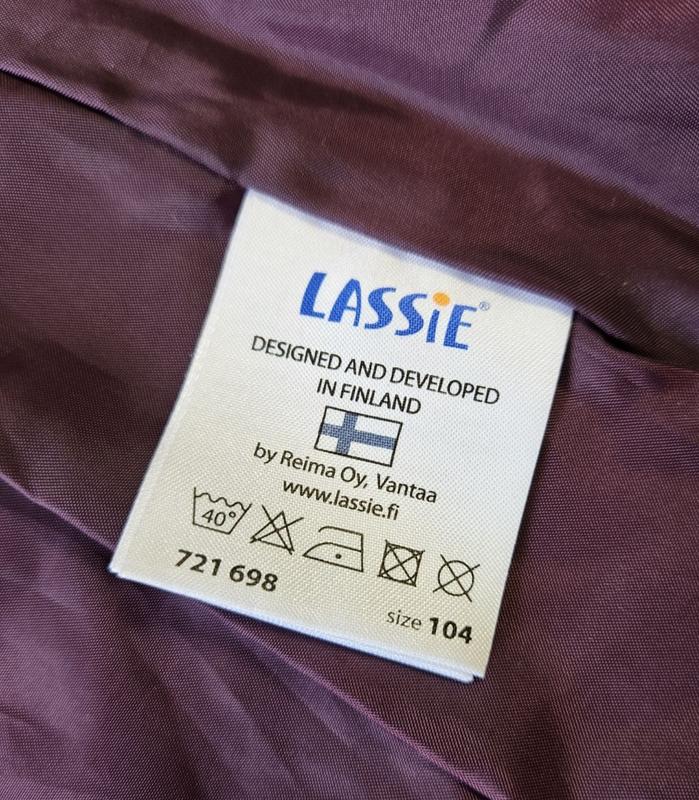 LASSiE®
DESIGNED AND DEVELOPED
IN FINLAND
by Reima Oy, Vantaa
www.lassie.fi
40°
721 698
size 104